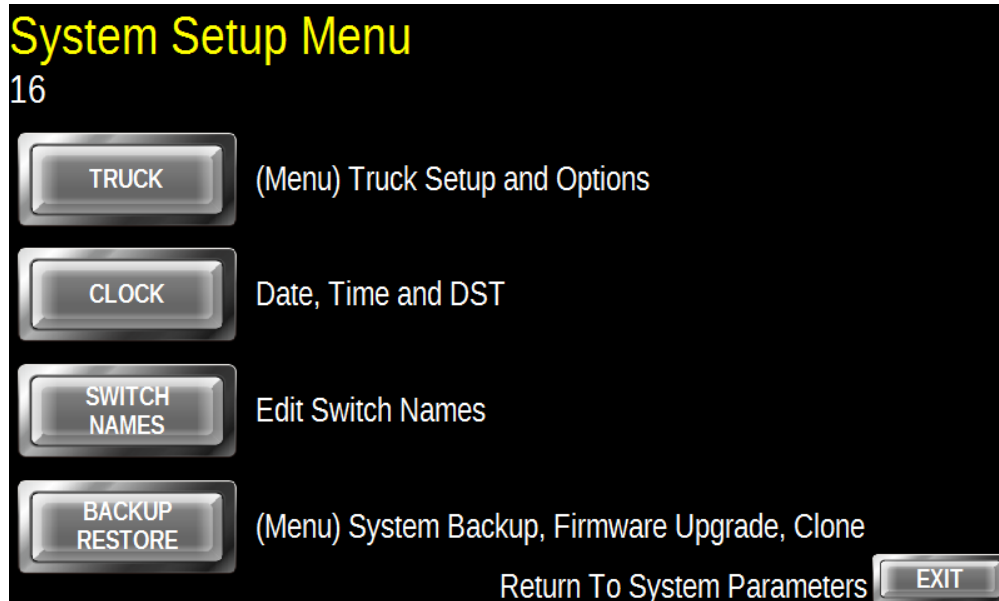 System Setup Menu
16
TRUCK
(Menu) Truck Setup and Options
CLOCK
Date, Time and DST
SWITCH
NAMES
Edit Switch Names
BACKUP
RESTORE
(Menu) System Backup, Firmware Upgrade, Clone
Return To System Parameters
EXIT